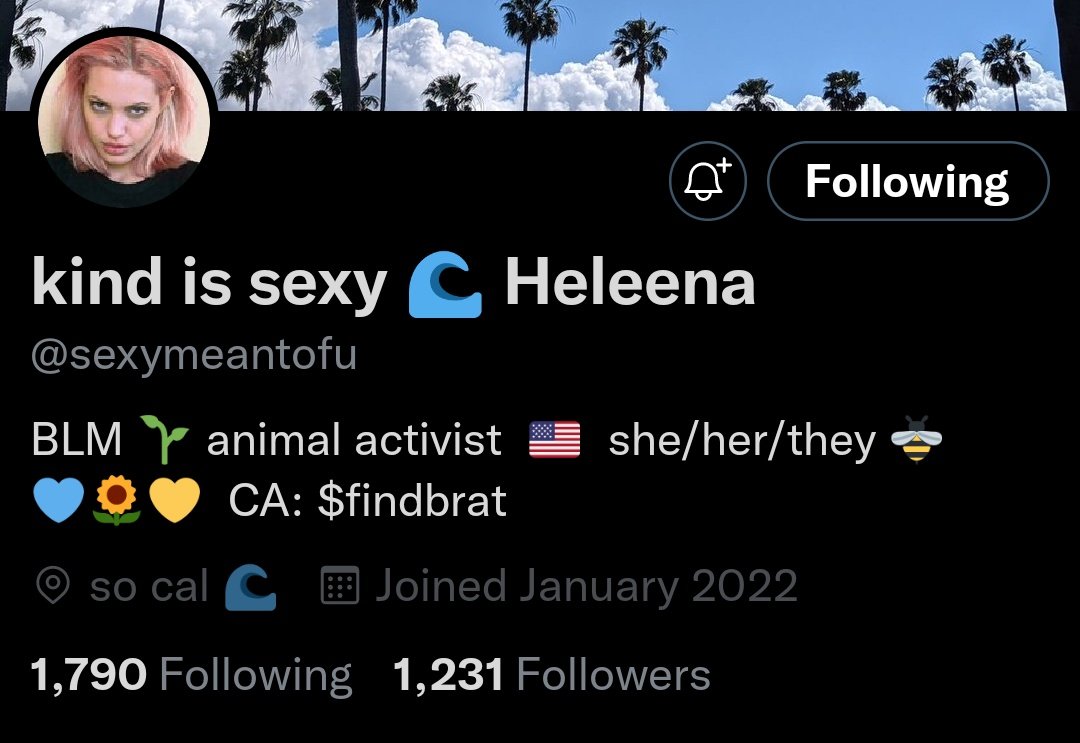 Following
kind is sexy 🌊 Heleena
@sexymeantofu
BLM 🌱 animal activist 🇺🇸 she/her/they 🐝
💙🌻💛 CA: $findbrat
so cal 🌊 Joined January 2022
1,790 Following 1,231 Followers